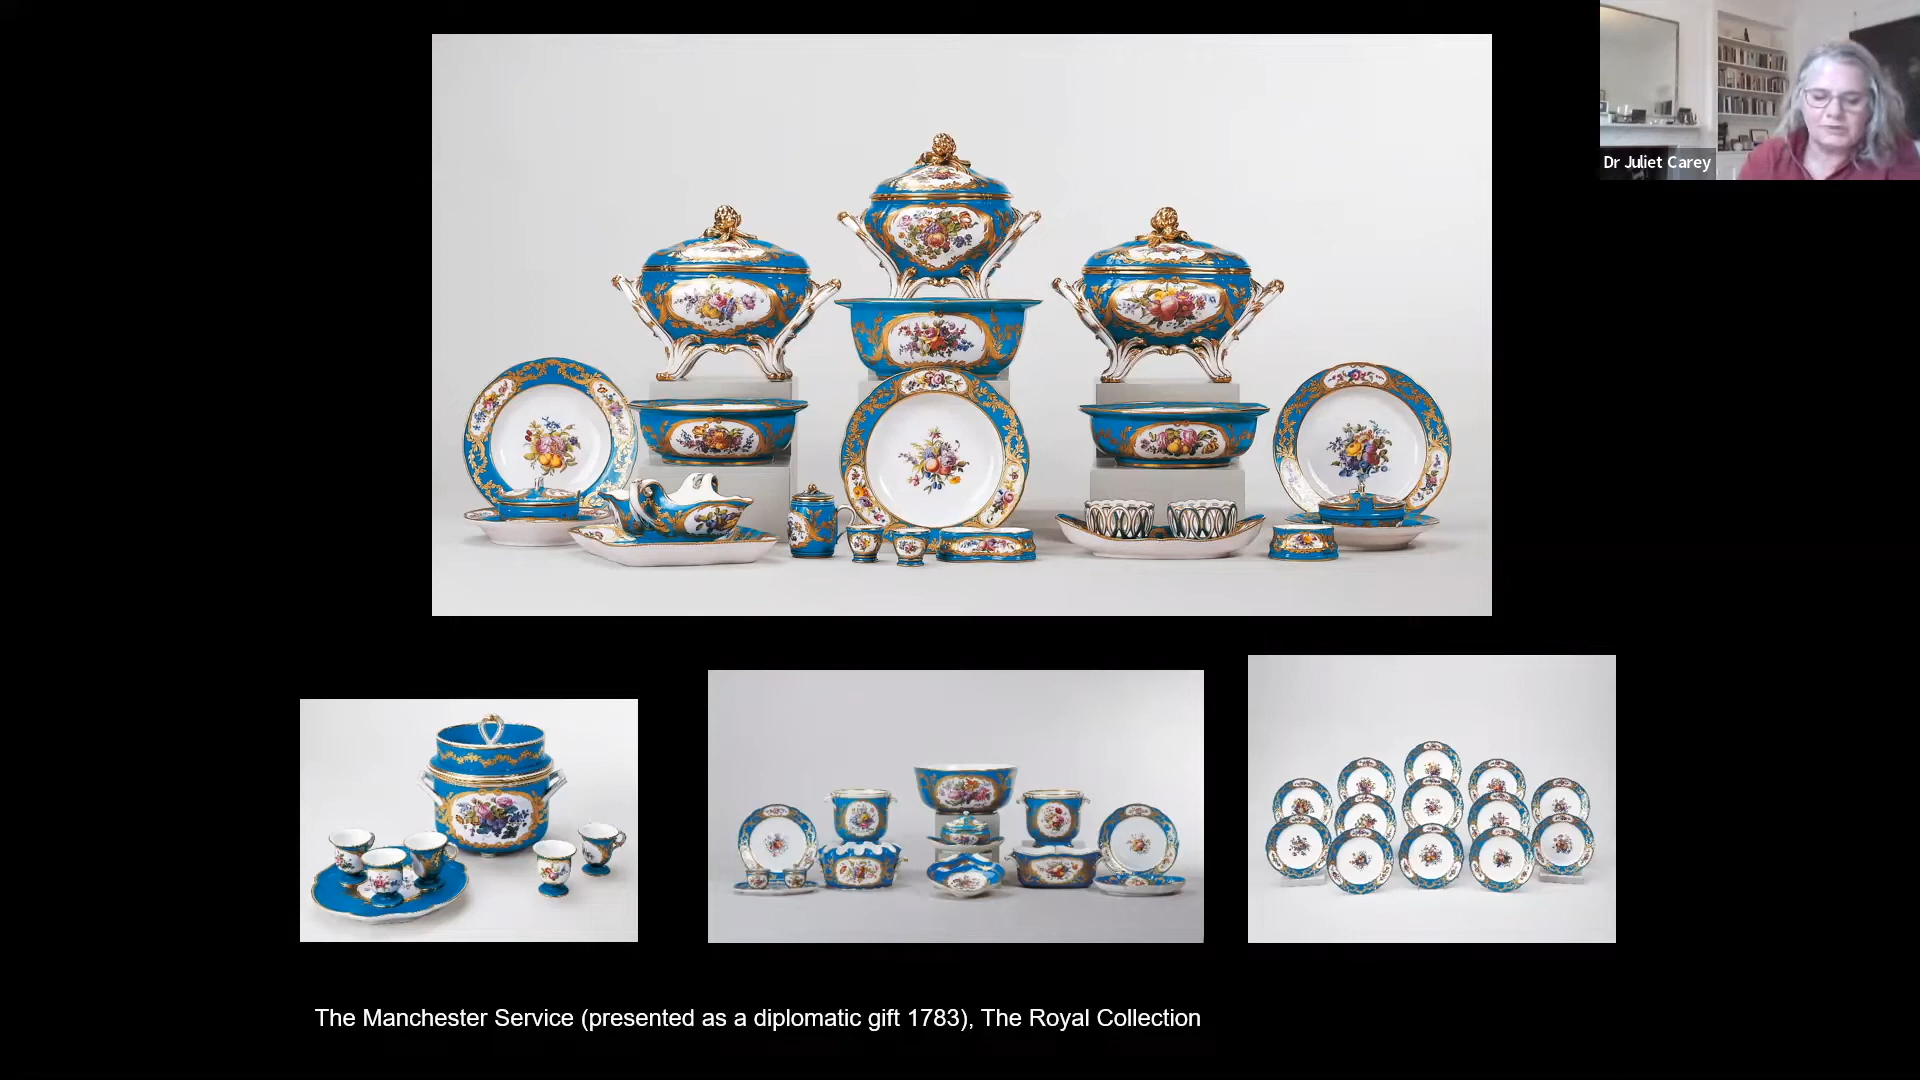 Dr Juliet Carey
The Manchester Service (presented as a diplomatic gift 1783), The Royal Collection